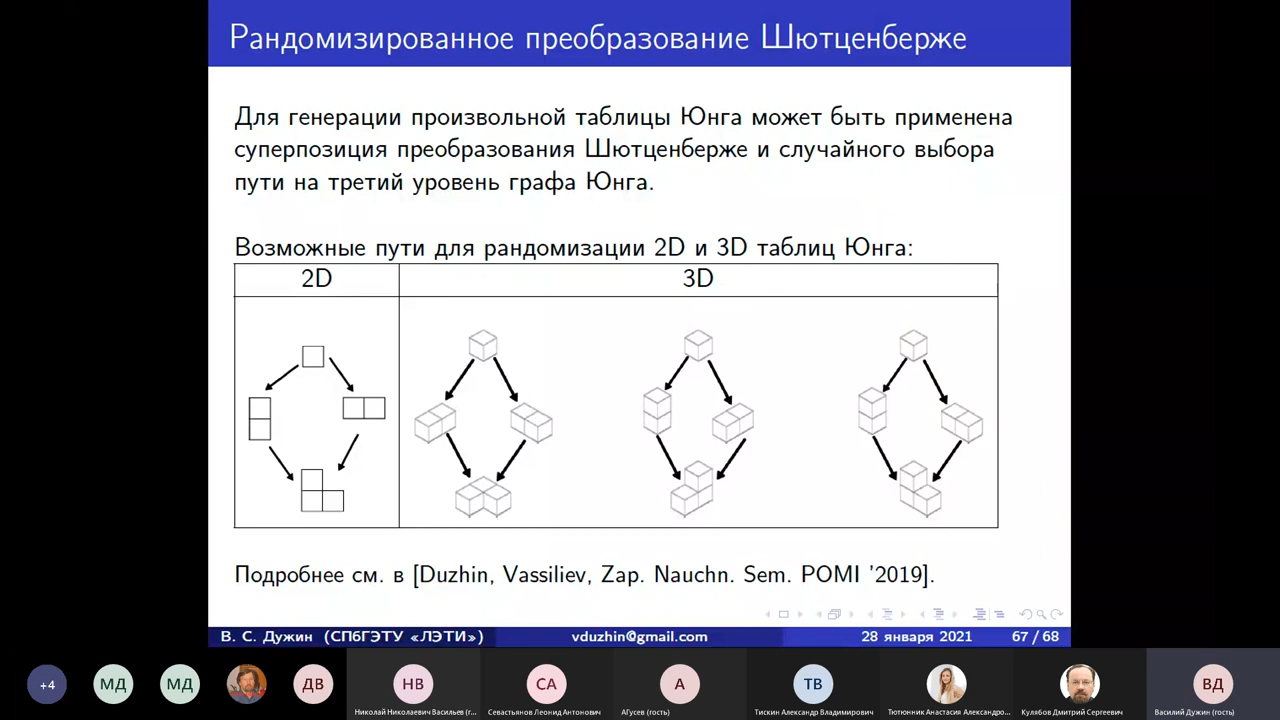 Рандомизированное преобразование Шютценберже
Для генерации произвольной таблицы Юнга может быть применена
суперпозиция преобразования Шютценберже и случайного выбора
пути на третий уровень графа Юнга.
Возможные пути для рандомизации 2D и 3D таблиц Юнга:
2D
3D
Подробнее см. в [Duzhin, Vassiliev, Zap. Nauchn. Sem. POMI '2019].
В. С. Дужин (СПбГЭТУ «ЛЭТИ»)
vduzhin@gmail.com
28 января 2021
67 / 68
+4
МД
МД
ДВ
НВ
СА
А
ТВ
ВД
Николай Николаевич Васильев (г...
Севастьянов Леонид Антонович
АГусев (гость)
Тискин Александр Владимирович
Тютюнник Анастасия Александро...
Кулябов Дмитрий Сергеевич
Василий Дужин (гость)